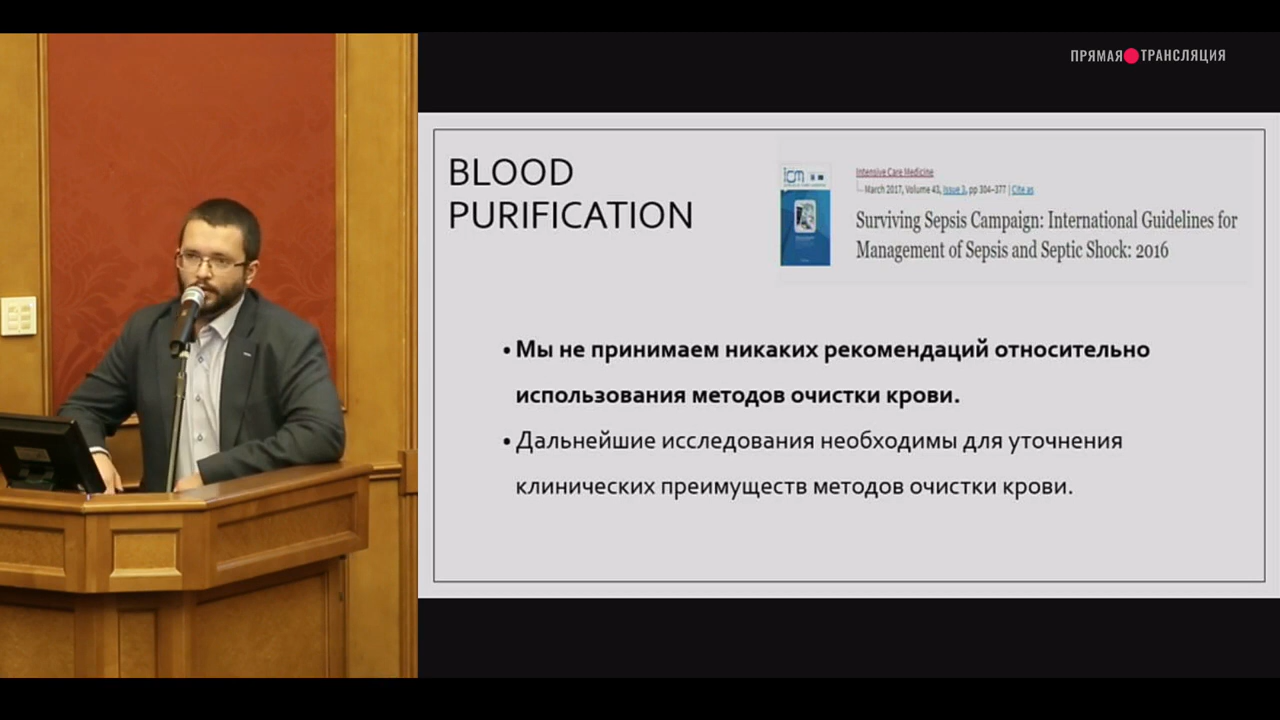 ПРЯМАЯ ТРАНСЛЯЦИЯ
BLOOD
PURIFICATION
icm
Intensive Care Medicine
March 2017, Volume 43, Issue 3, pp 304–377 | Cite as
Surviving Sepsis Campaign: International Guidelines for
Management of Sepsis and Septic Shock: 2016
• Мы не принимаем никаких рекомендаций относительно
использования методов очистки крови.
• Дальнейшие исследования необходимы для уточнения
клинических преимуществ методов очистки крови.